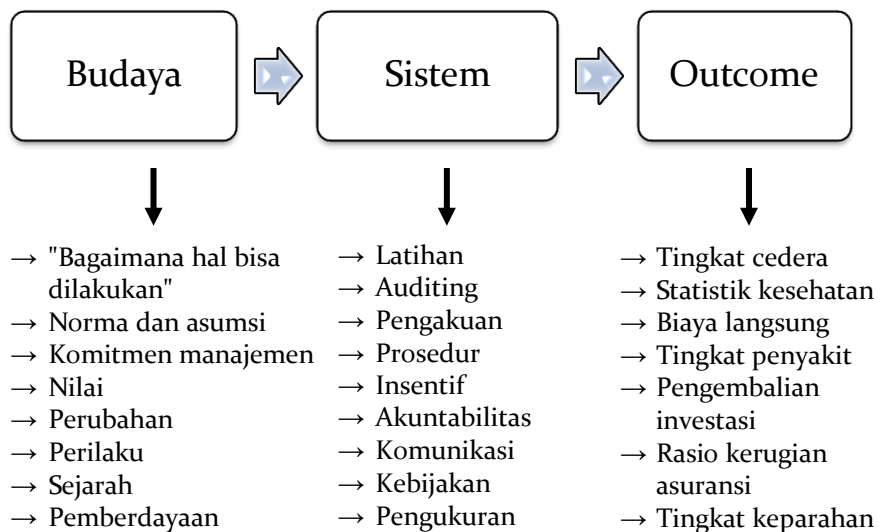 Budaya
Sistem
Outcome
→ "Bagaimana hal bisa
dilakukan"
→ Norma dan asumsi
→ Komitmen manajemen
→ Nilai
→ Perubahan
→ Perilaku
→ Sejarah
→ Pemberdayaan
→ Latihan
→ Auditing
→ Pengakuan
→ Prosedur
→ Insentif
→ Akuntabilitas
→ Komunikasi
→ Kebijakan
→ Pengukuran
→ Tingkat cedera
→ Statistik kesehatan
→ Biaya langsung
→ Tingkat penyakit
→ Pengembalian
investasi
→ Rasio kerugian
asuransi
→ Tingkat keparahan